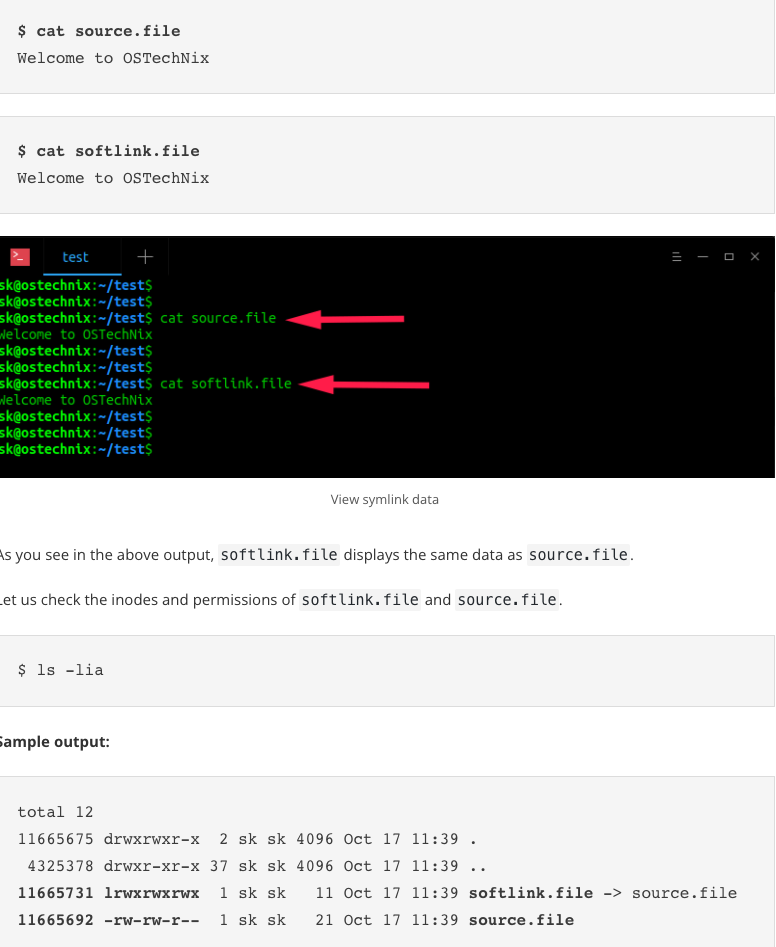 $ cat source.file
Welcome to OSTechNix
$ cat softlink.file
Welcome to OSTechNix
test
sk@ostechnix:~/test$
sk@ostechnix:~/test$
sk@ostechnix:~/test$ cat source.file
Welcome to OSTechNix
sk@ostechnix:~/test$
sk@ostechnix:~/test$
sk@ostechnix:~/test$ cat softlink.file
Welcome to OSTechNix
sk@ostechnix:~/test$
sk@ostechnix:~/test$
sk@ostechnix:~/test$
View symlink data
As you see in the above output, softlink.file displays the same data as source.file.
Let us check the inodes and permissions of softlink.file and source.file.
$ ls -lia
Sample output:
total 12
11665675 drwxrwxr-x  2 sk sk 4096 Oct 17 11:39 .
 4325378 drwxr-xr-x 37 sk sk 4096 Oct 17 11:39 ..
11665731 lrwxrwxrwx  1 sk sk   11 Oct 17 11:39 softlink.file -> source.file
11665692 -rw-rw-r--  1 sk sk   21 Oct 17 11:39 source.file